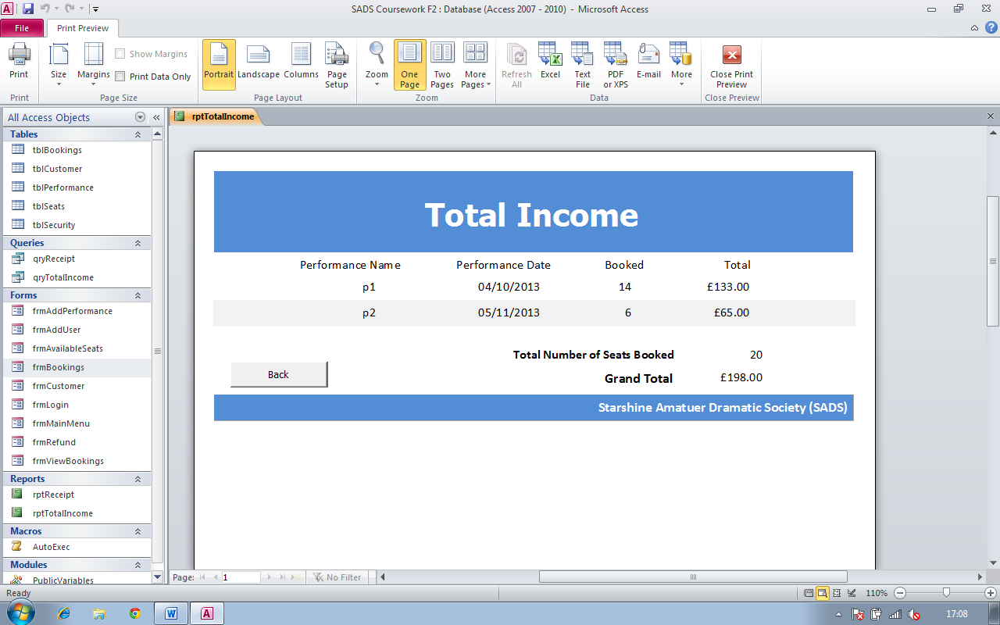 SADS Coursework F2 : Database (Access 2007 - 2010) - Microsoft Access
File Print Preview
Print
Size
Margins
Show Margins
Print Data Only
Portrait
Landscape
Columns
Page Setup
Zoom
One Page
Two Pages
More Pages
Refresh All
Excel
Text File
PDF or XPS
E-mail
More
Close Print Preview
Print Page Size Page Layout Zoom Data Close Preview
All Access Objects
Tables
tblBookings
tblCustomer
tblPerformance
tblSeats
tblSecurity
Queries
qryReceipt
qryTotalIncome
Forms
frmAddPerformance
frmAddUser
frmAvailableSeats
frmBookings
frmCustomer
frmLogin
frmMainMenu
frmRefund
frmViewBookings
Reports
rptReceipt
rptTotalIncome
Macros
AutoExec
Modules
PublicVariables
rptTotalIncome
Total Income
Performance Name Performance Date Booked Total
p1 04/10/2013 14 £133.00
p2 05/11/2013 6 £65.00
Total Number of Seats Booked 20
Back
Grand Total £198.00
Starshine Amatuer Dramatic Society (SADS)
Page: 1 No Filter
Ready 110%
17:08